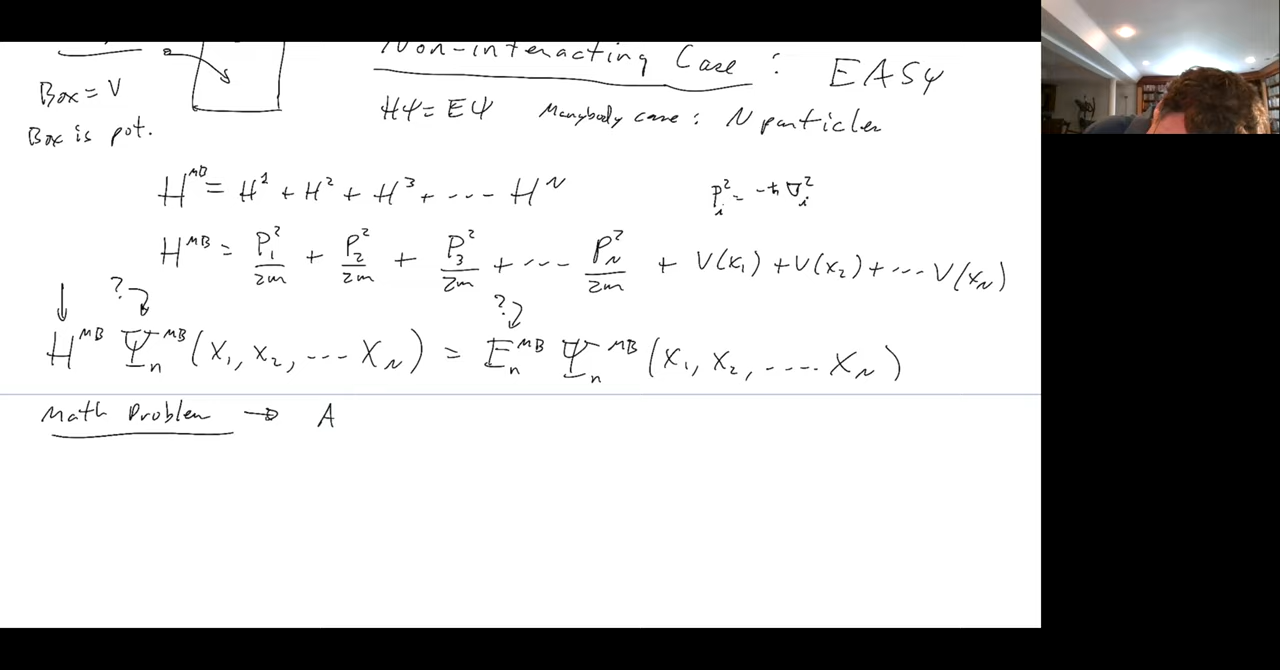 Non-interacting Case : EASY
Box = V
Box is pot.
Hψ = Eψ Manybody case : N particles
H^MB = H^1 + H^2 + H^3 + ---- H^N
P_i^2 = -ħ ∇_i^2
H^MB = P_1^2/2m + P_2^2/2m + P_3^2/2m + --- P_N^2/2m + V(x_1) + V(x_2) + --- V(x_N)
? ?
H^MB Ψ_n^MB (x_1, x_2, --- x_N) = E_n^MB Ψ_n^MB (x_1, x_2, ---- x_N)
Math Problem → A